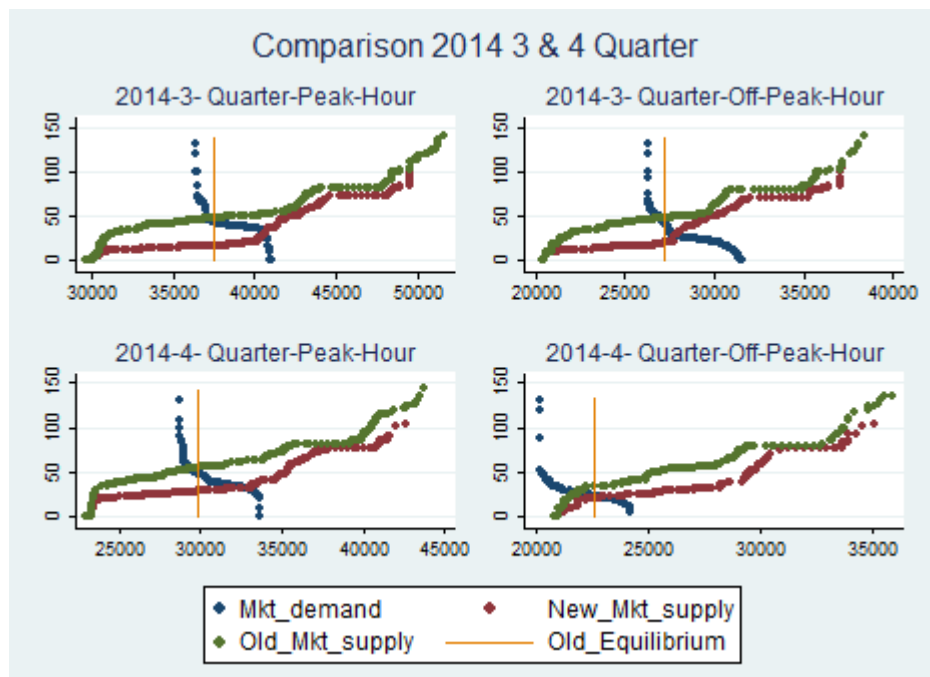 Comparison 2014 3 & 4 Quarter
2014-3- Quarter-Peak-Hour
0 50 100 150
30000 35000 40000 45000 50000
2014-3- Quarter-Off-Peak-Hour
0 50 100 150
20000 25000 30000 35000 40000
2014-4- Quarter-Peak-Hour
0 50 100 150
25000 30000 35000 40000 45000
2014-4- Quarter-Off-Peak-Hour
0 50 100 150
20000 25000 30000 35000
Mkt_demand New_Mkt_supply
Old_Mkt_supply Old_Equilibrium